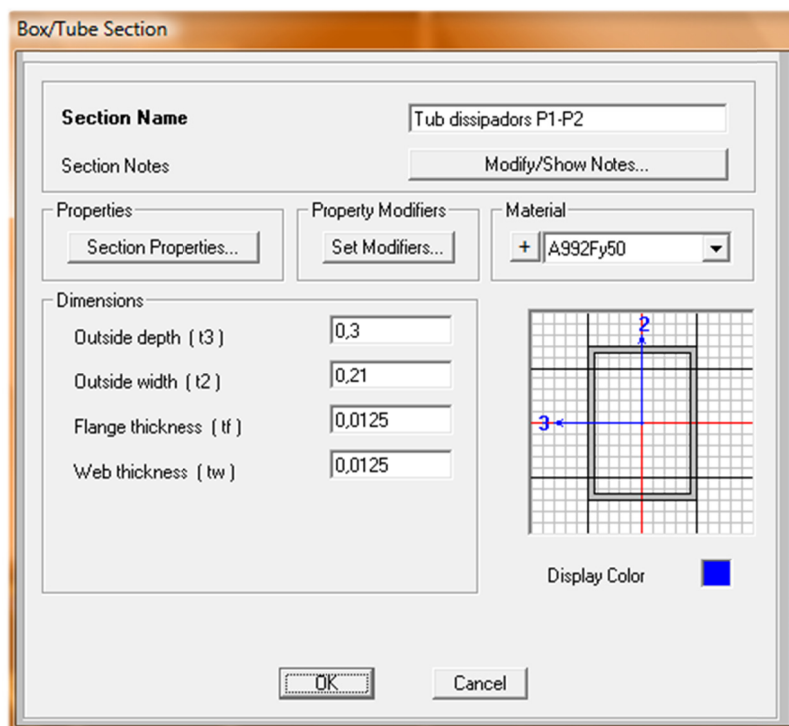 Box/Tube Section
Section Name Tub dissipadors P1-P2
Section Notes Modify/Show Notes...
Properties Property Modifiers Material
Section Properties... Set Modifiers... + A992Fy50
Dimensions
Outside depth ( t3 ) 0,3
Outside width ( t2 ) 0,21
Flange thickness ( tf ) 0,0125
Web thickness ( tw ) 0,0125
2
3
Display Color
OK Cancel